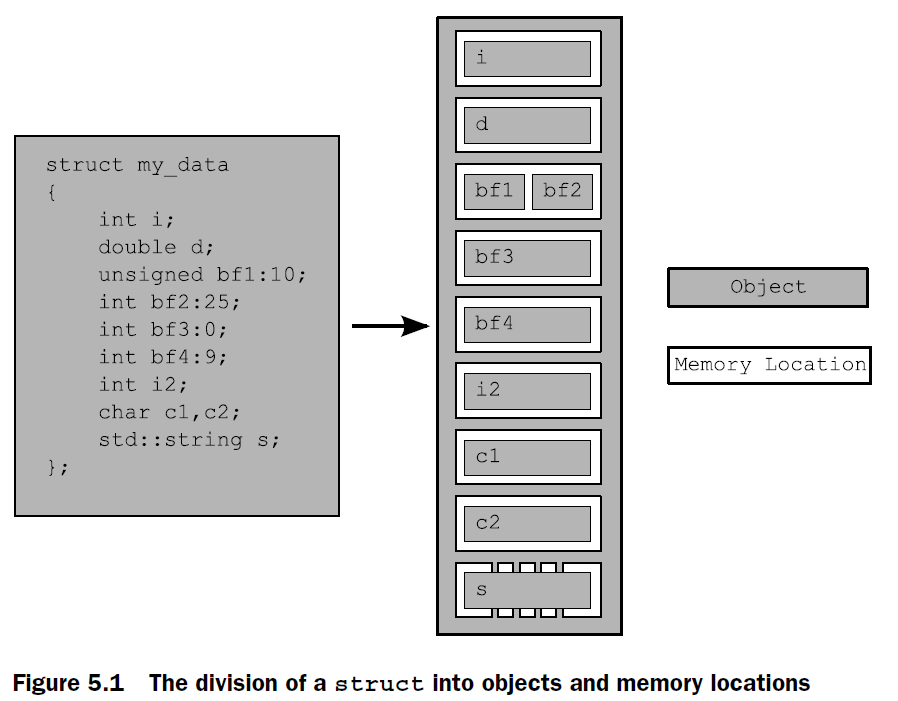 struct my_data
{
int i;
double d;
unsigned bf1:10;
int bf2:25;
int bf3:0;
int bf4:9;
int i2;
char c1,c2;
std::string s;
};
i
d
bf1 bf2
bf3
bf4
i2
c1
c2
s
Object
Memory Location
Figure 5.1 The division of a struct into objects and memory locations